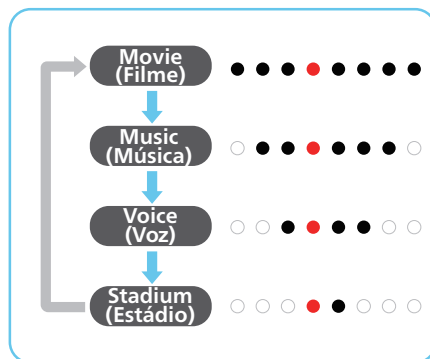 Movie
(Filme)
Music
(Música)
Voice
(Voz)
Stadium
(Estádio)